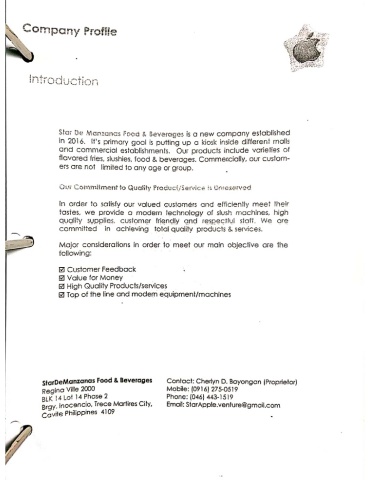 Company Profile
Introduction
Star De Manzanas Food & Beverages is a new company established
in 2016. It's primary goal is putting up a kiosk inside different malls
and commercial establishments. Our products include varieties of
flavored fries, slushies, food & beverages. Commercially, our custom-
ers are not limited to any age or group.
Our Commitment to Quality Product/Service is Unreserved
In order to satisfy our valued customers and efficiently meet their
tastes, we provide a modern technology of slush machines, high
quality supplies, customer friendly and respectful staff. We are
committed in achieving total quality products & services.
Major considerations in order to meet our main objective are the
following:
☑ Customer Feedback
☑ Value for Money
☑ High Quality Products/services
☑ Top of the line and modern equipment/machines
StarDeManzanas Food & Beverages
Regina Ville 2000
BLK 14 Lot 14 Phase 2
Brgy. Inocencio, Trece Martires City,
Cavite Philippines 4109
Contact: Cherlyn D. Bayongan (Proprietor)
Mobile: (0916) 275-0519
Phone: (046) 443-1519
Email: StarApple.venture@gmail.com